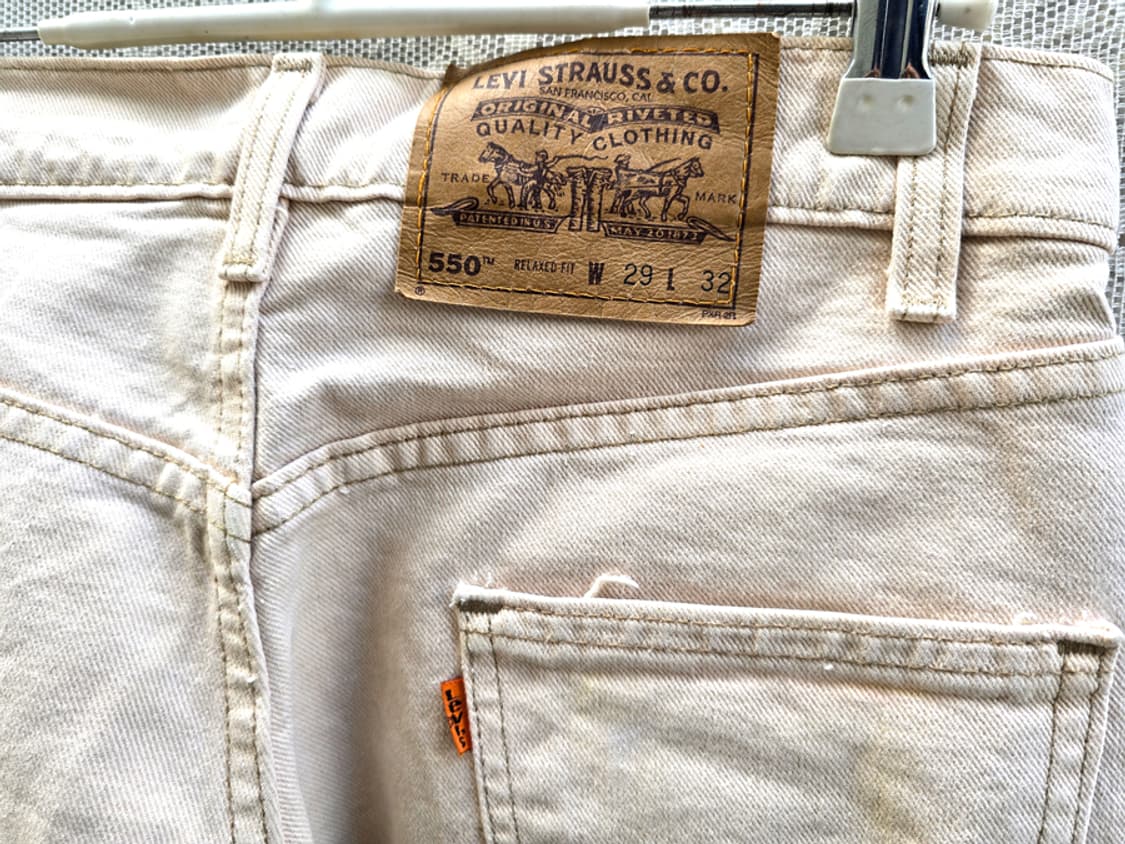 LEVI STRAUSS & CO.
SAN FRANCISCO, CAL
ORIGINAL RIVETED
QUALITY CLOTHING
TRADE MARK
PATENTED IN U.S. MAY 20 1873
550™ RELAXED FIT W 29 L 32
®
Levi's